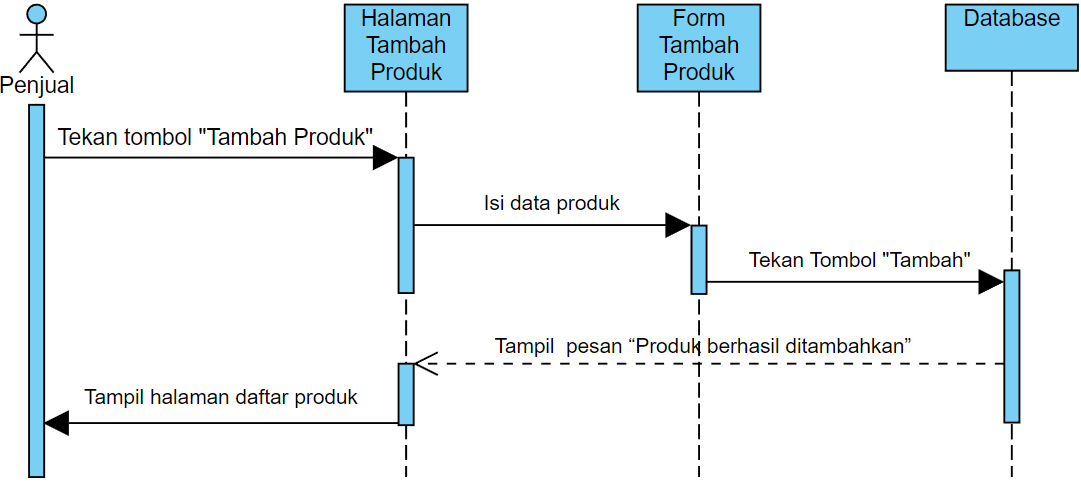 Penjual
Halaman
Tambah
Produk
Form
Tambah
Produk
Database
Tekan tombol "Tambah Produk"
Isi data produk
Tekan Tombol "Tambah"
Tampil  pesan “Produk berhasil ditambahkan”
Tampil halaman daftar produk